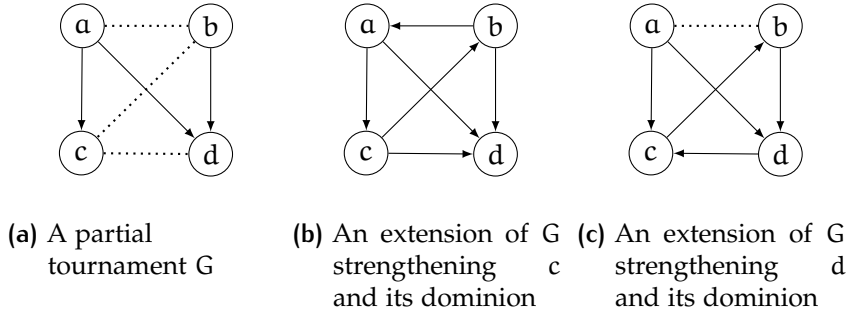 a b a b a b
c d c d c d
(a) A partial
tournament G
(b) An extension of G
strengthening c
and its dominion
(c) An extension of G
strengthening d
and its dominion